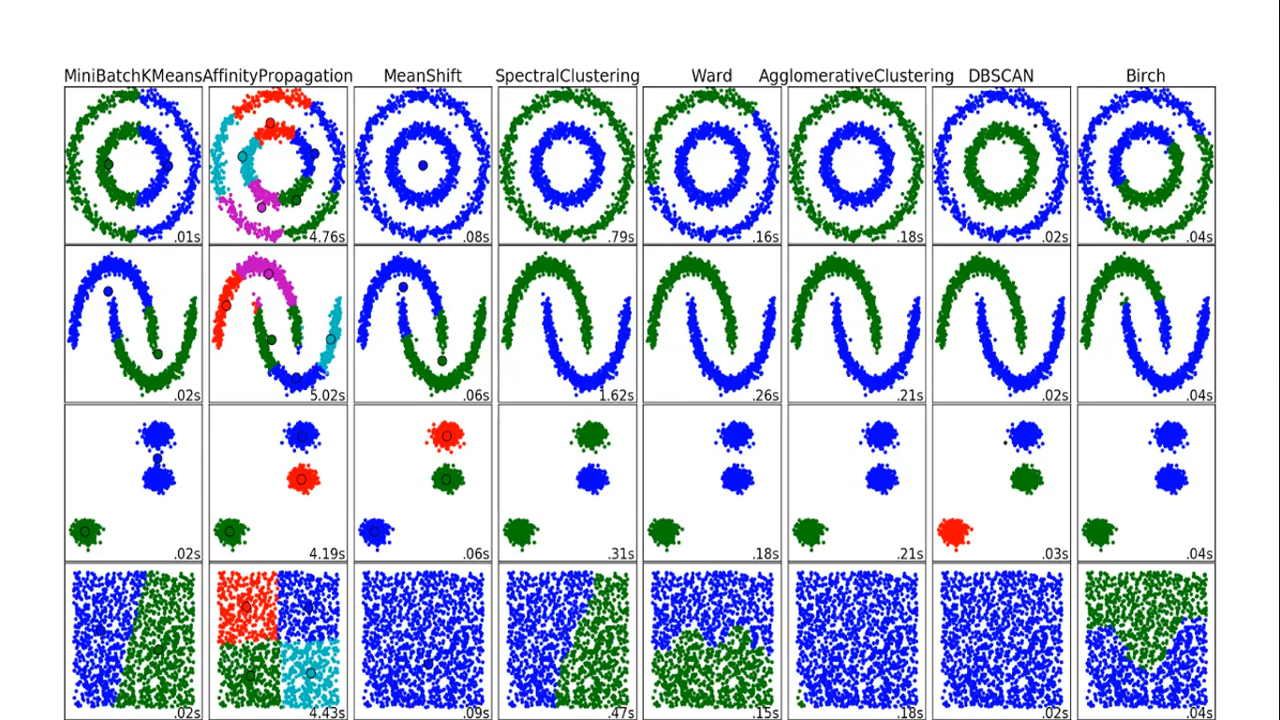 MiniBatchKMeans AffinityPropagation MeanShift SpectralClustering Ward AgglomerativeClustering DBSCAN Birch
.01s 4.76s .08s .79s .16s .18s .02s .04s
.02s 5.02s .06s 1.62s .26s .21s .02s .04s
.02s 4.19s .06s .31s .18s .21s .03s .04s
.02s 4.43s .09s .47s .15s .18s .02s .04s